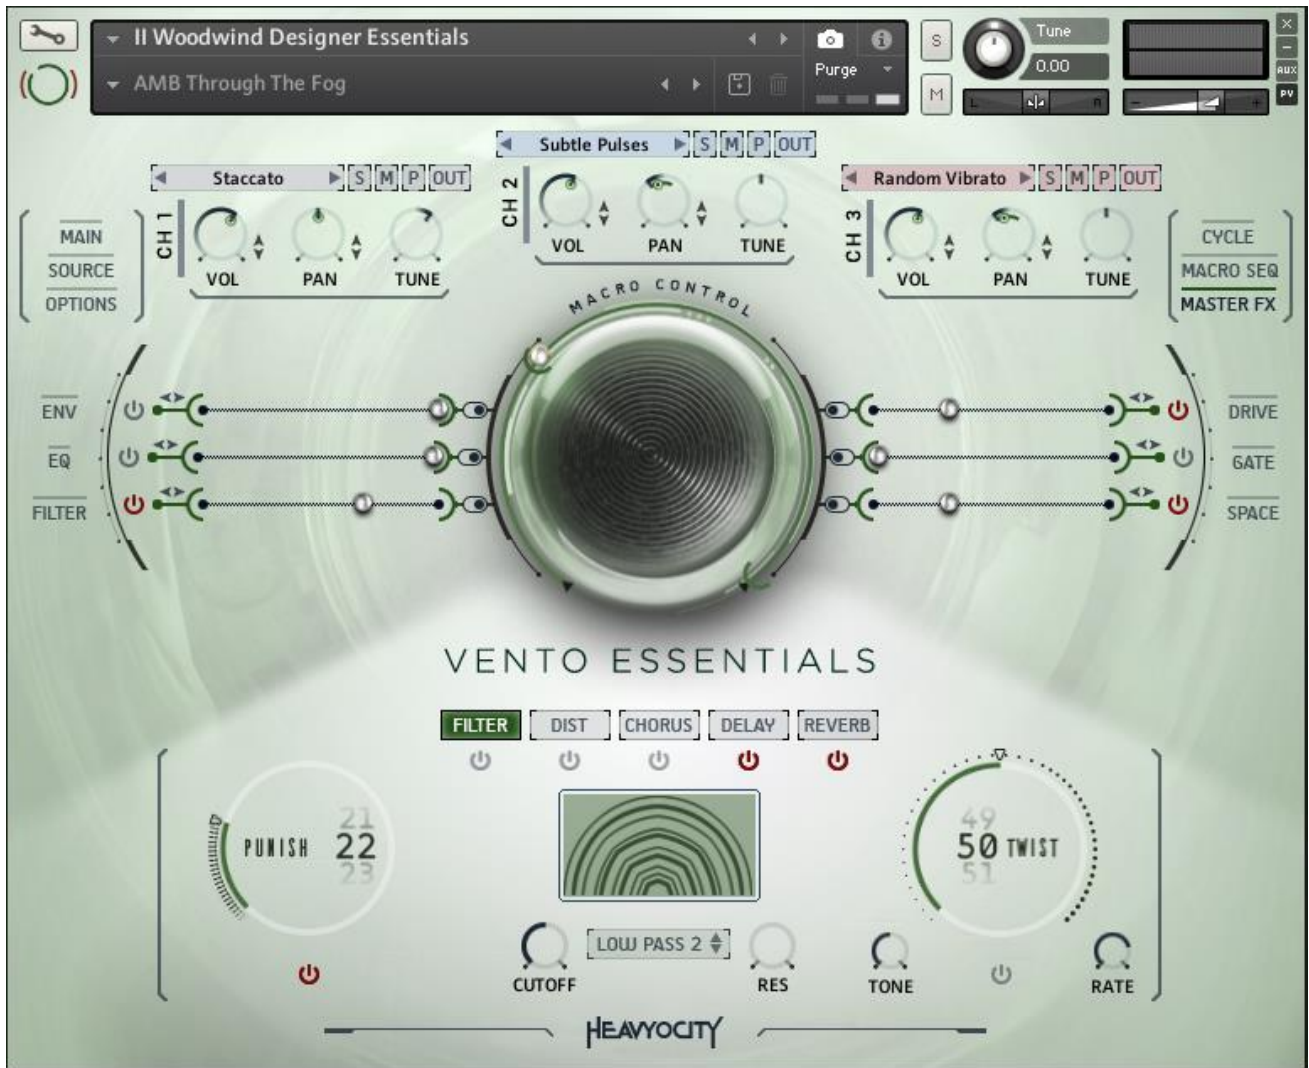 II Woodwind Designer Essentials
AMB Through The Fog
Purge
S
M
Tune
0.00
L R
- +
AUX
PV
Staccato S M P OUT
CH 1
VOL PAN TUNE
Subtle Pulses S M P OUT
CH 2
VOL PAN TUNE
Random Vibrato S M P OUT
CH 3
VOL PAN TUNE
MAIN
SOURCE
OPTIONS
CYCLE
MACRO SEQ
MASTER FX
MACRO CONTROL
ENV
EQ
FILTER
DRIVE
GATE
SPACE
VENTO ESSENTIALS
FILTER DIST CHORUS DELAY REVERB
21
PUNISH 22
23
49
50 TWIST
51
LOW PASS 2
CUTOFF RES TONE RATE
HEAVYOCITY